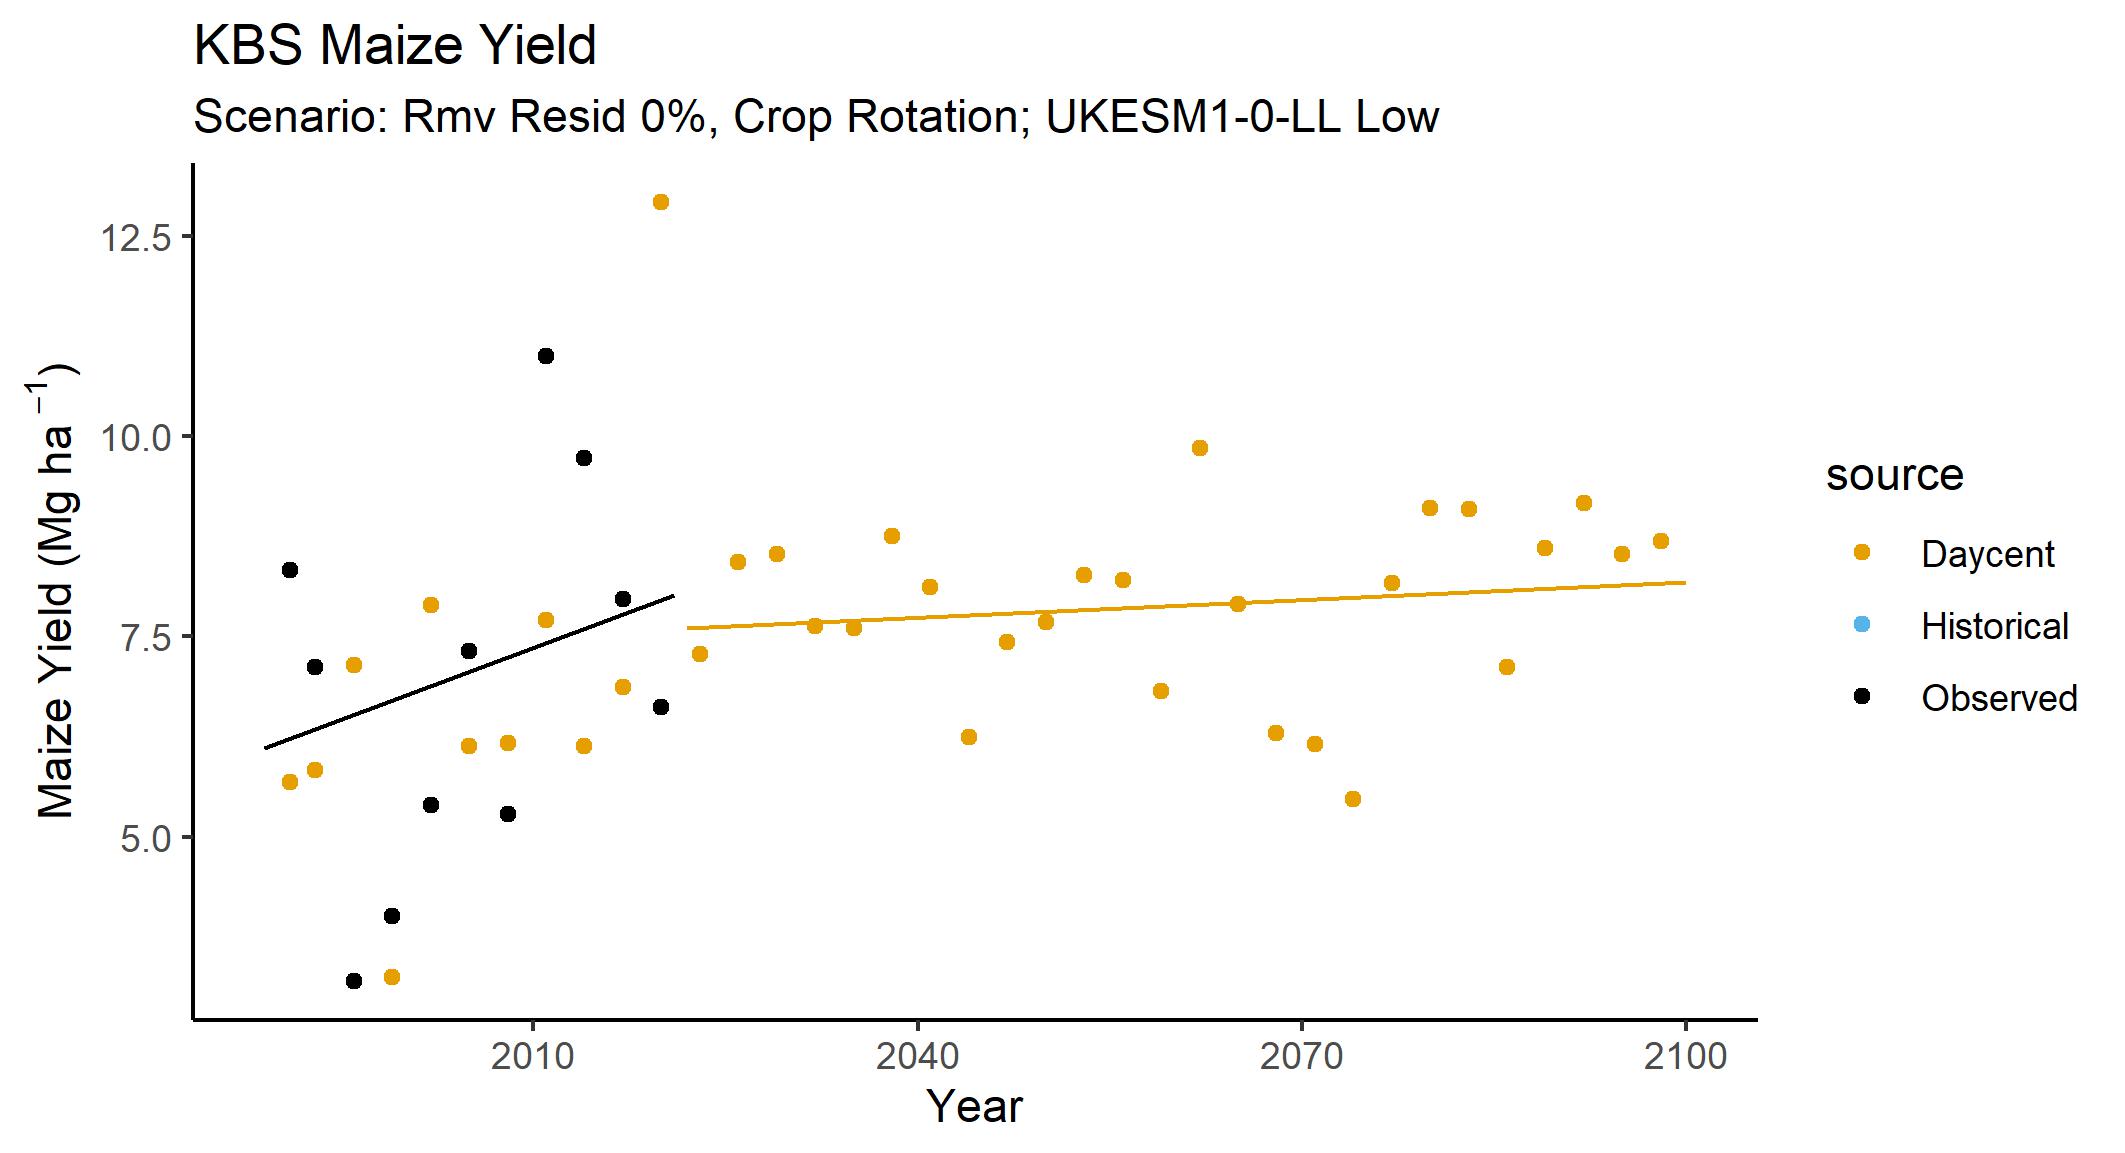 KBS Maize Yield
Scenario: Rmv Resid 0%, Crop Rotation; UKESM1-0-LL Low
Maize Yield (Mg ha⁻¹)
12.5
10.0
7.5
5.0
2010 2040 2070 2100
Year
source
Daycent
Historical
Observed